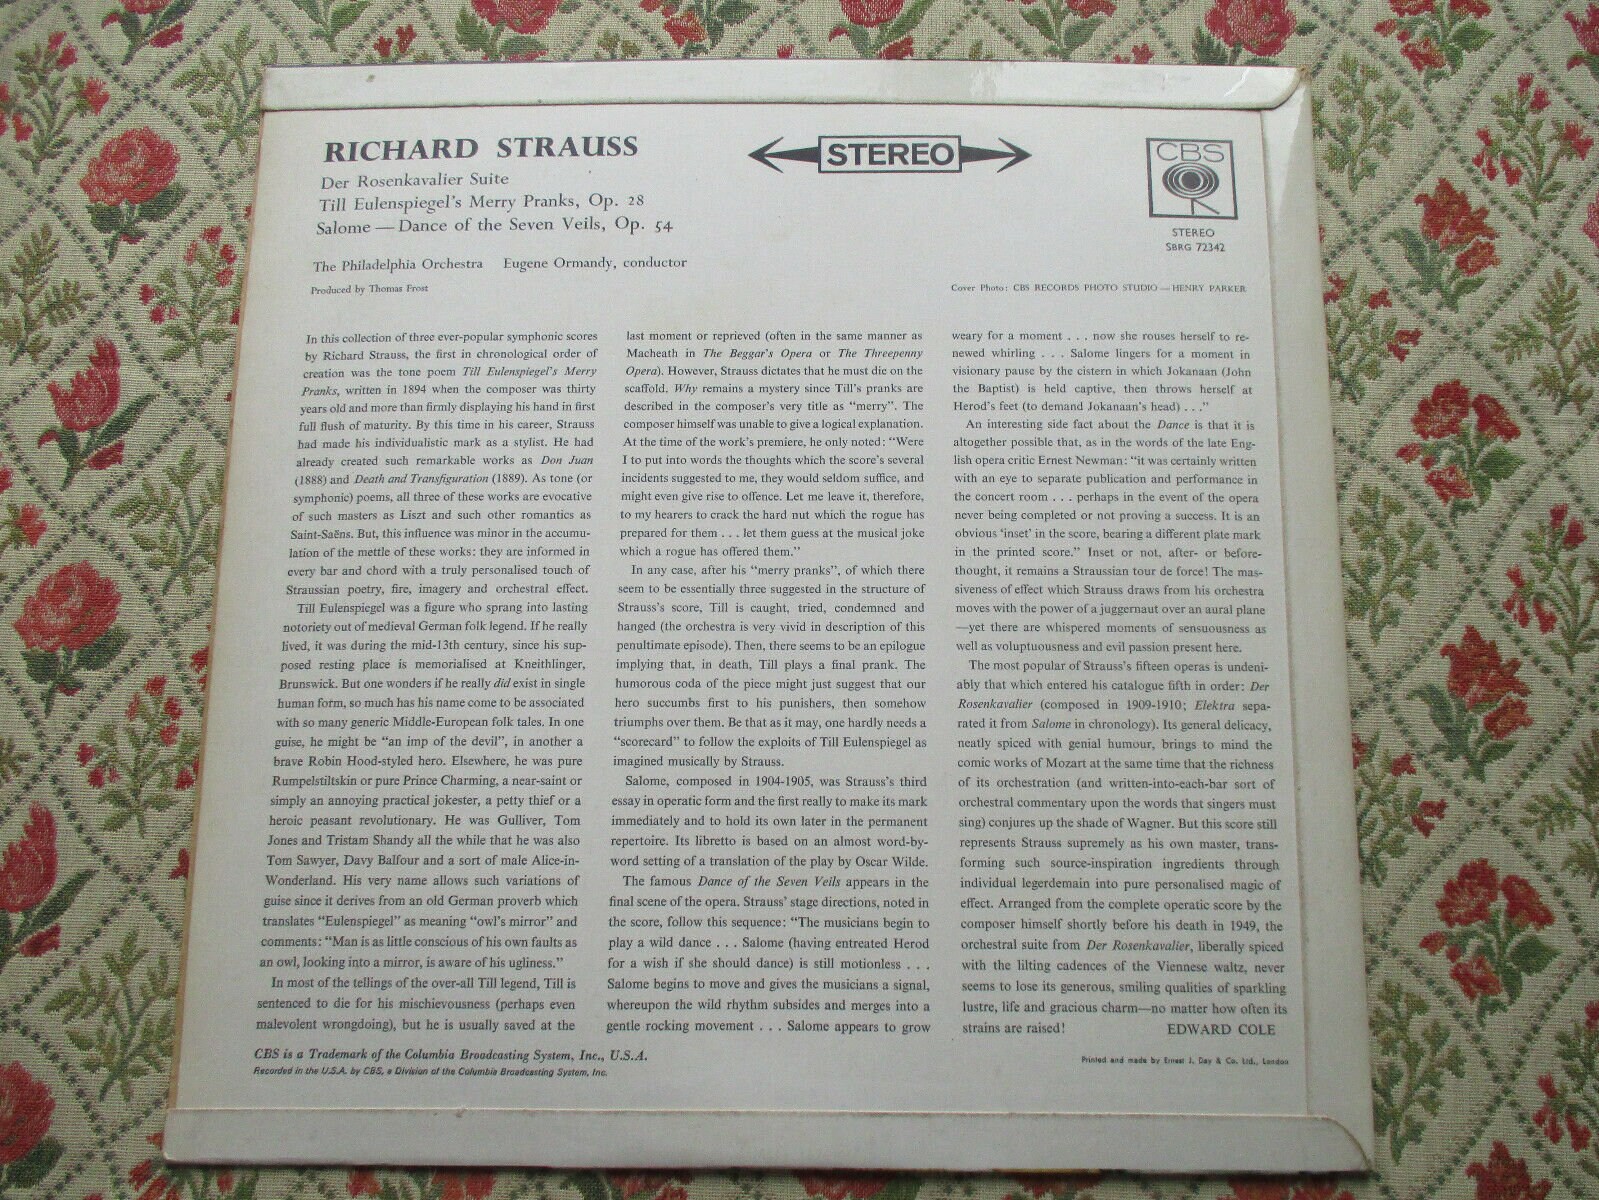 RICHARD STRAUSS
Der Rosenkavalier Suite
Till Eulenspiegel's Merry Pranks, Op. 28
Salome — Dance of the Seven Veils, Op. 54
The Philadelphia Orchestra Eugene Ormandy, conductor
Produced by Thomas Frost
STEREO
CBS
STEREO
SBRG 72342
Cover Photo: CBS RECORDS PHOTO STUDIO — HENRY PARKER
In this collection of three ever-popular symphonic scores
by Richard Strauss, the first in chronological order of
creation was the tone poem Till Eulenspiegel's Merry
Pranks, written in 1894 when the composer was thirty
years old and more than firmly displaying his hand in first
full flush of maturity. By this time in his career, Strauss
had made his individualistic mark as a stylist. He had
already created such remarkable works as Don Juan
(1888) and Death and Transfiguration (1889). As tone (or
symphonic) poems, all three of these works are evocative
of such masters as Liszt and such other romantics as
Saint-Saëns. But, this influence was minor in the accumu-
lation of the mettle of these works: they are informed in
every bar and chord with a truly personalised touch of
Straussian poetry, fire, imagery and orchestral effect.
Till Eulenspiegel was a figure who sprang into lasting
notoriety out of medieval German folk legend. If he really
lived, it was during the mid-13th century, since his sup-
posed resting place is memorialised at Kneithlinger,
Brunswick. But one wonders if he really did exist in single
human form, so much has his name come to be associated
with so many generic Middle-European folk tales. In one
guise, he might be "an imp of the devil", in another a
brave Robin Hood-styled hero. Elsewhere, he was pure
Rumpelstiltskin or pure Prince Charming, a near-saint or
simply an annoying practical jokester, a petty thief or a
heroic peasant revolutionary. He was Gulliver, Tom
Jones and Tristam Shandy all the while that he was also
Tom Sawyer, Davy Balfour and a sort of male Alice-in-
Wonderland. His very name allows such variations of
guise since it derives from an old German proverb which
translates "Eulenspiegel" as meaning "owl's mirror" and
comments: "Man is as little conscious of his own faults as
an owl, looking into a mirror, is aware of his ugliness."
In most of the tellings of the over-all Till legend, Till is
sentenced to die for his mischievousness (perhaps even
malevolent wrongdoing), but he is usually saved at the
last moment or reprieved (often in the same manner as
Macheath in The Beggar's Opera or The Threepenny
Opera). However, Strauss dictates that he must die on the
scaffold. Why remains a mystery since Till's pranks are
described in the composer's very title as "merry". The
composer himself was unable to give a logical explanation.
At the time of the work's premiere, he only noted: "Were
I to put into words the thoughts which the score's several
incidents suggested to me, they would seldom suffice, and
might even give rise to offence. Let me leave it, therefore,
to my hearers to crack the hard nut which the rogue has
prepared for them . . . let them guess at the musical joke
which a rogue has offered them."
In any case, after his "merry pranks", of which there
seem to be essentially three suggested in the structure of
Strauss's score, Till is caught, tried, condemned and
hanged (the orchestra is very vivid in description of this
penultimate episode). Then, there seems to be an epilogue
implying that, in death, Till plays a final prank. The
humorous coda of the piece might just suggest that our
hero succumbs first to his punishers, then somehow
triumphs over them. Be that as it may, one hardly needs a
"scorecard" to follow the exploits of Till Eulenspiegel as
imagined musically by Strauss.
Salome, composed in 1904-1905, was Strauss's third
essay in operatic form and the first really to make its mark
immediately and to hold its own later in the permanent
repertoire. Its libretto is based on an almost word-by-
word setting of a translation of the play by Oscar Wilde.
The famous Dance of the Seven Veils appears in the
final scene of the opera. Strauss' stage directions, noted in
the score, follow this sequence: "The musicians begin to
play a wild dance . . . Salome (having entreated Herod
for a wish if she should dance) is still motionless . . .
Salome begins to move and gives the musicians a signal,
whereupon the wild rhythm subsides and merges into a
gentle rocking movement . . . Salome appears to grow
weary for a moment . . . now she rouses herself to re-
newed whirling . . . Salome lingers for a moment in
visionary pause by the cistern in which Jokanaan (John
the Baptist) is held captive, then throws herself at
Herod's feet (to demand Jokanaan's head) . . ."
An interesting side fact about the Dance is that it is
altogether possible that, as in the words of the late Eng-
lish opera critic Ernest Newman: "it was certainly written
with an eye to separate publication and performance in
the concert room . . . perhaps in the event of the opera
never being completed or not proving a success. It is an
obvious 'inset' in the score, bearing a different plate mark
in the printed score." Inset or not, after- or before-
thought, it remains a Straussian tour de force! The mas-
siveness of effect which Strauss draws from his orchestra
moves with the power of a juggernaut over an aural plane
—yet there are whispered moments of sensuousness as
well as voluptuousness and evil passion present here.
The most popular of Strauss's fifteen operas is undeni-
ably that which entered his catalogue fifth in order: Der
Rosenkavalier (composed in 1909-1910; Elektra sepa-
rated it from Salome in chronology). Its general delicacy,
neatly spiced with genial humour, brings to mind the
comic works of Mozart at the same time that the richness
of its orchestration (and written-into-each-bar sort of
orchestral commentary upon the words that singers must
sing) conjures up the shade of Wagner. But this score still
represents Strauss supremely as his own master, trans-
forming such source-inspiration ingredients through
individual legerdemain into pure personalised magic of
effect. Arranged from the complete operatic score by the
composer himself shortly before his death in 1949, the
orchestral suite from Der Rosenkavalier, liberally spiced
with the lilting cadences of the Viennese waltz, never
seems to lose its generous, smiling qualities of sparkling
lustre, life and gracious charm—no matter how often its
strains are raised! EDWARD COLE
CBS is a Trademark of the Columbia Broadcasting System, Inc., U.S.A.
Recorded in the U.S.A. by CBS, a Division of the Columbia Broadcasting System, Inc.
Printed and made by Ernest J. Day & Co. Ltd., London